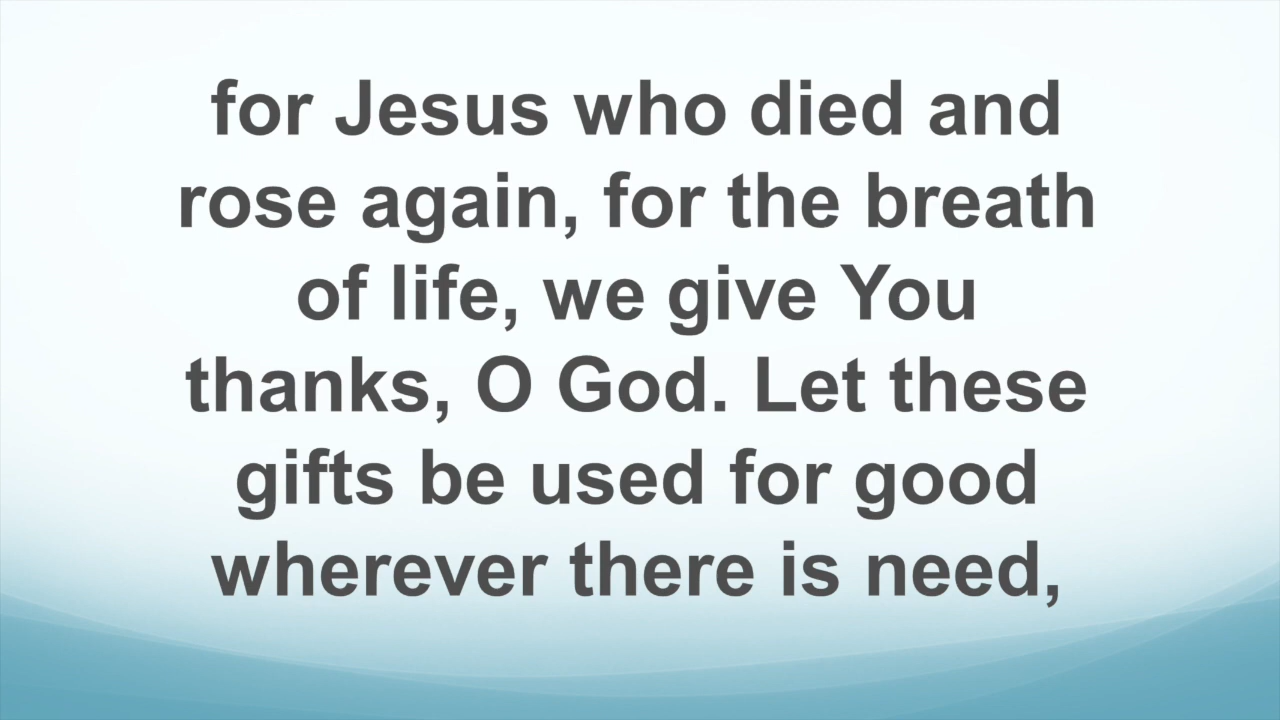 for Jesus who died and
rose again, for the breath
of life, we give You
thanks, O God. Let these
gifts be used for good
wherever there is need,